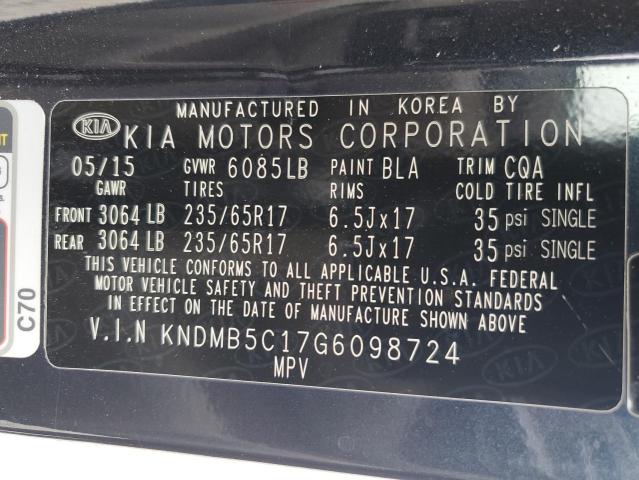 MANUFACTURED IN KOREA BY
KIA KIA MOTORS CORPORATION
05/15 GVWR 6085LB PAINT BLA TRIM CQA
GAWR TIRES RIMS COLD TIRE INFL
FRONT 3064 LB 235/65R17 6.5Jx17 35 psi SINGLE
REAR 3064 LB 235/65R17 6.5Jx17 35 psi SINGLE
THIS VEHICLE CONFORMS TO ALL APPLICABLE U.S.A. FEDERAL
MOTOR VEHICLE SAFETY AND THEFT PREVENTION STANDARDS
IN EFFECT ON THE DATE OF MANUFACTURE SHOWN ABOVE
V.I.N KNDMB5C17G6098724
MPV
C70